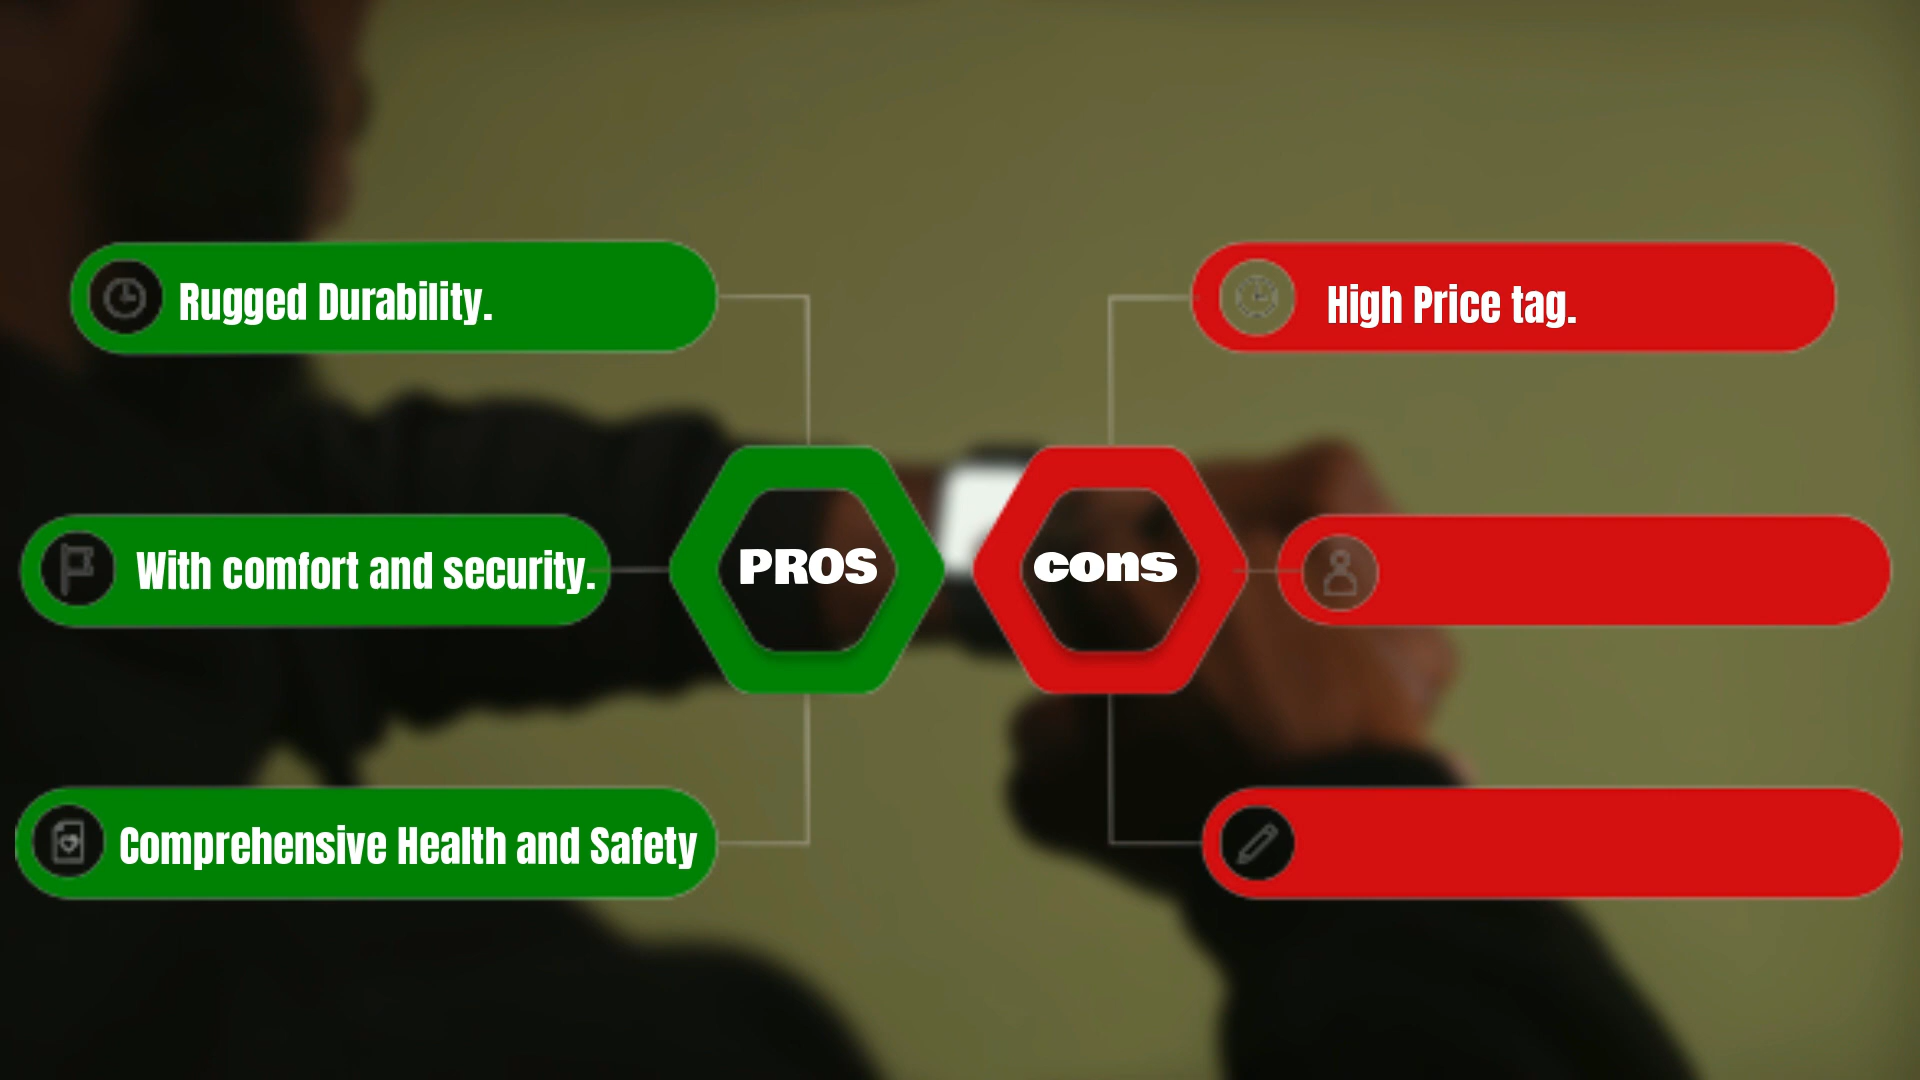 Rugged Durability.
With comfort and security.
Comprehensive Health and Safety
PROS
cons
High Price tag.